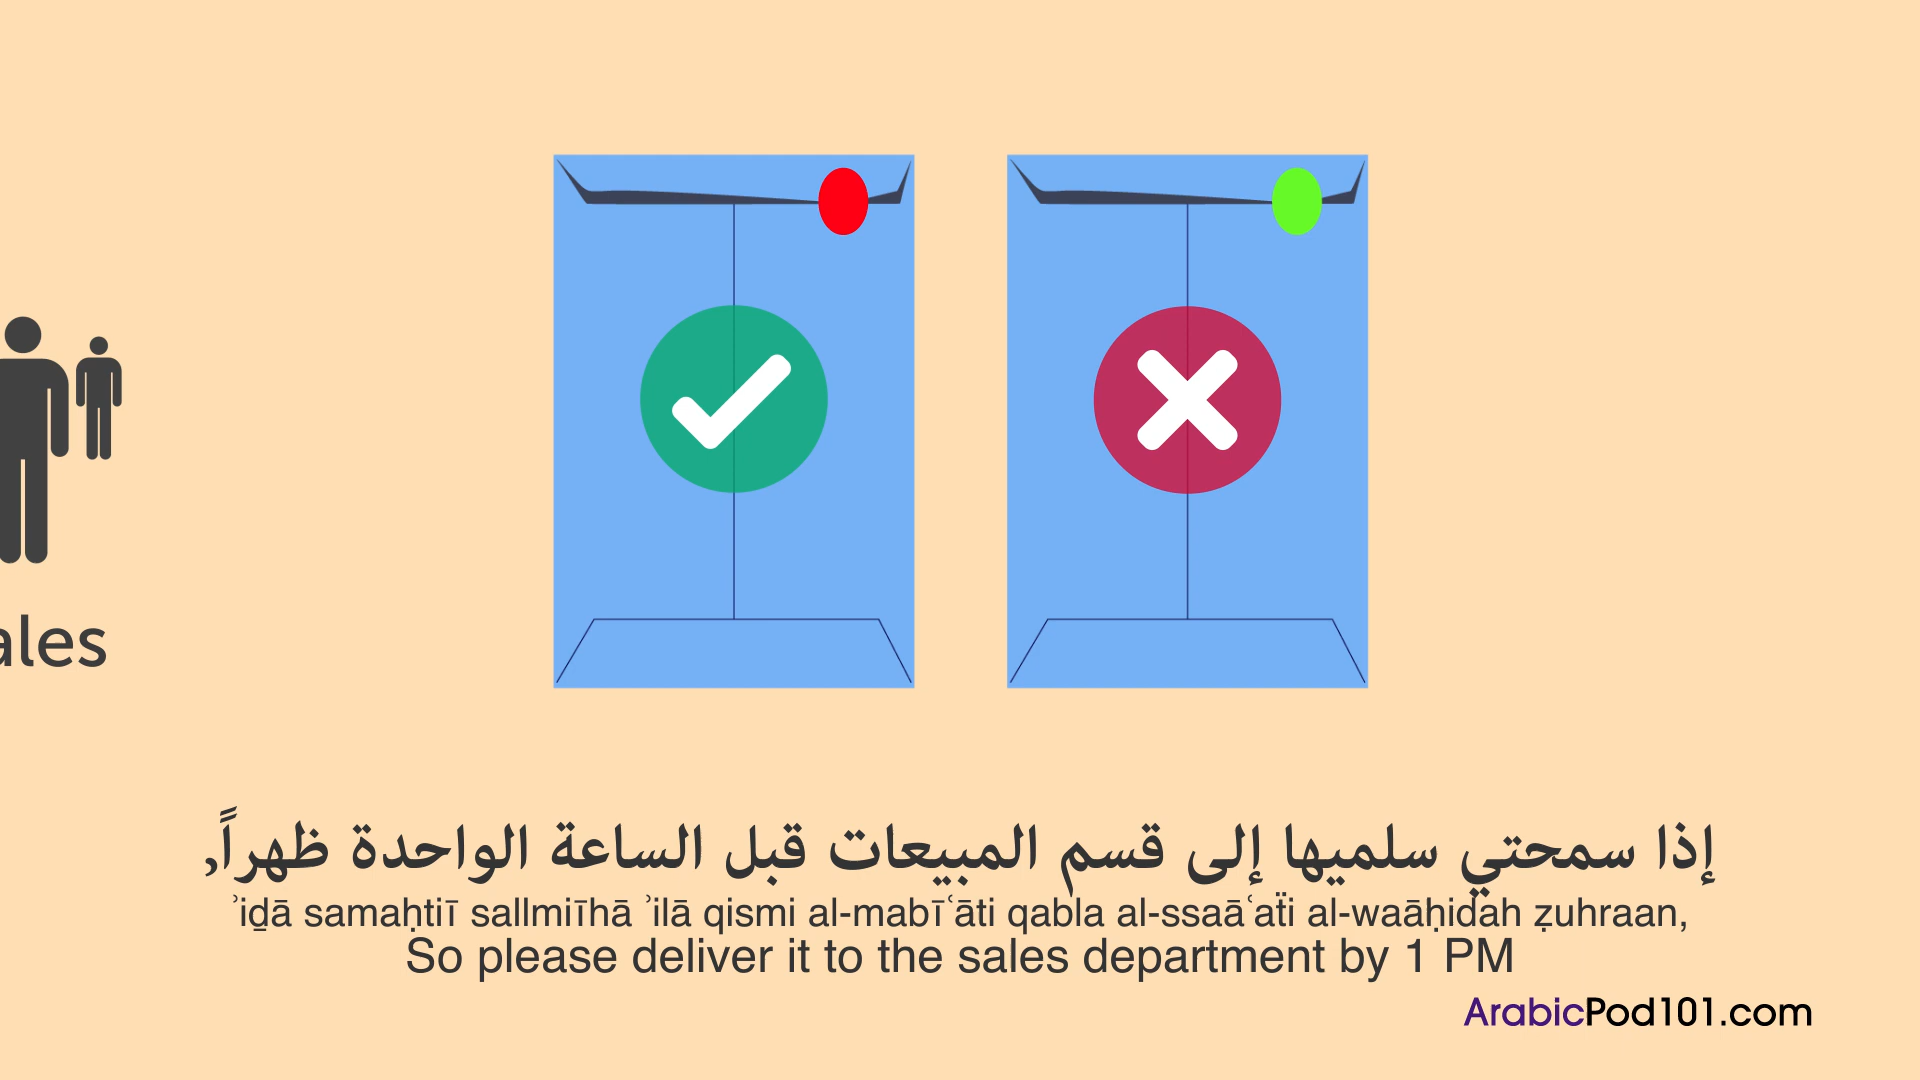 ales
إذا سمحتي سلميها إلى قسم المبيعات قبل الساعة الواحدة ظهراً,
ʾiḏā samaḥtiī sallmiīhā ʾilā qismi al-mabīʿāti qabla al-ssaāʿaẗi al-waāḥidah ẓuhraan,
So please deliver it to the sales department by 1 PM
ArabicPod101.com